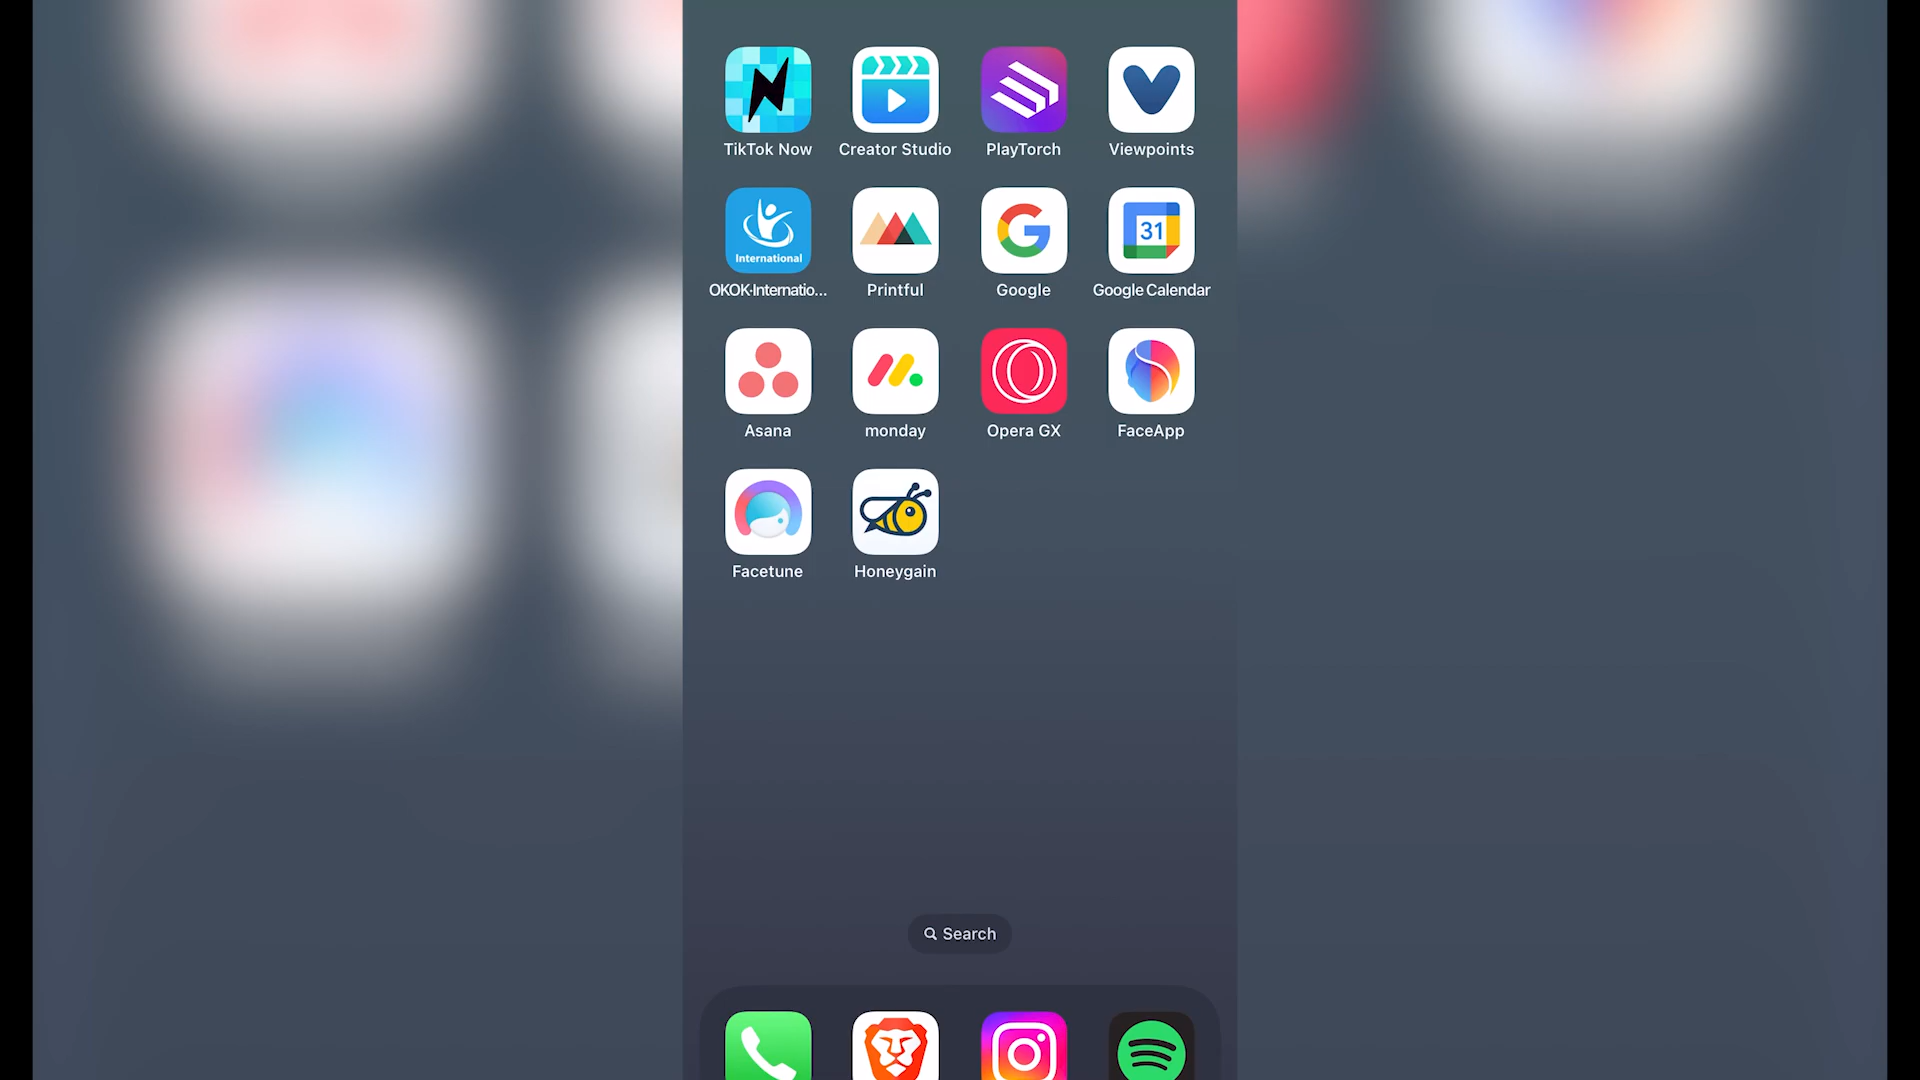 TikTok Now Creator Studio PlayTorch Viewpoints
International
OKOK·Internatio... Printful Google Google Calendar
31
Asana monday Opera GX FaceApp
Facetune Honeygain
Search